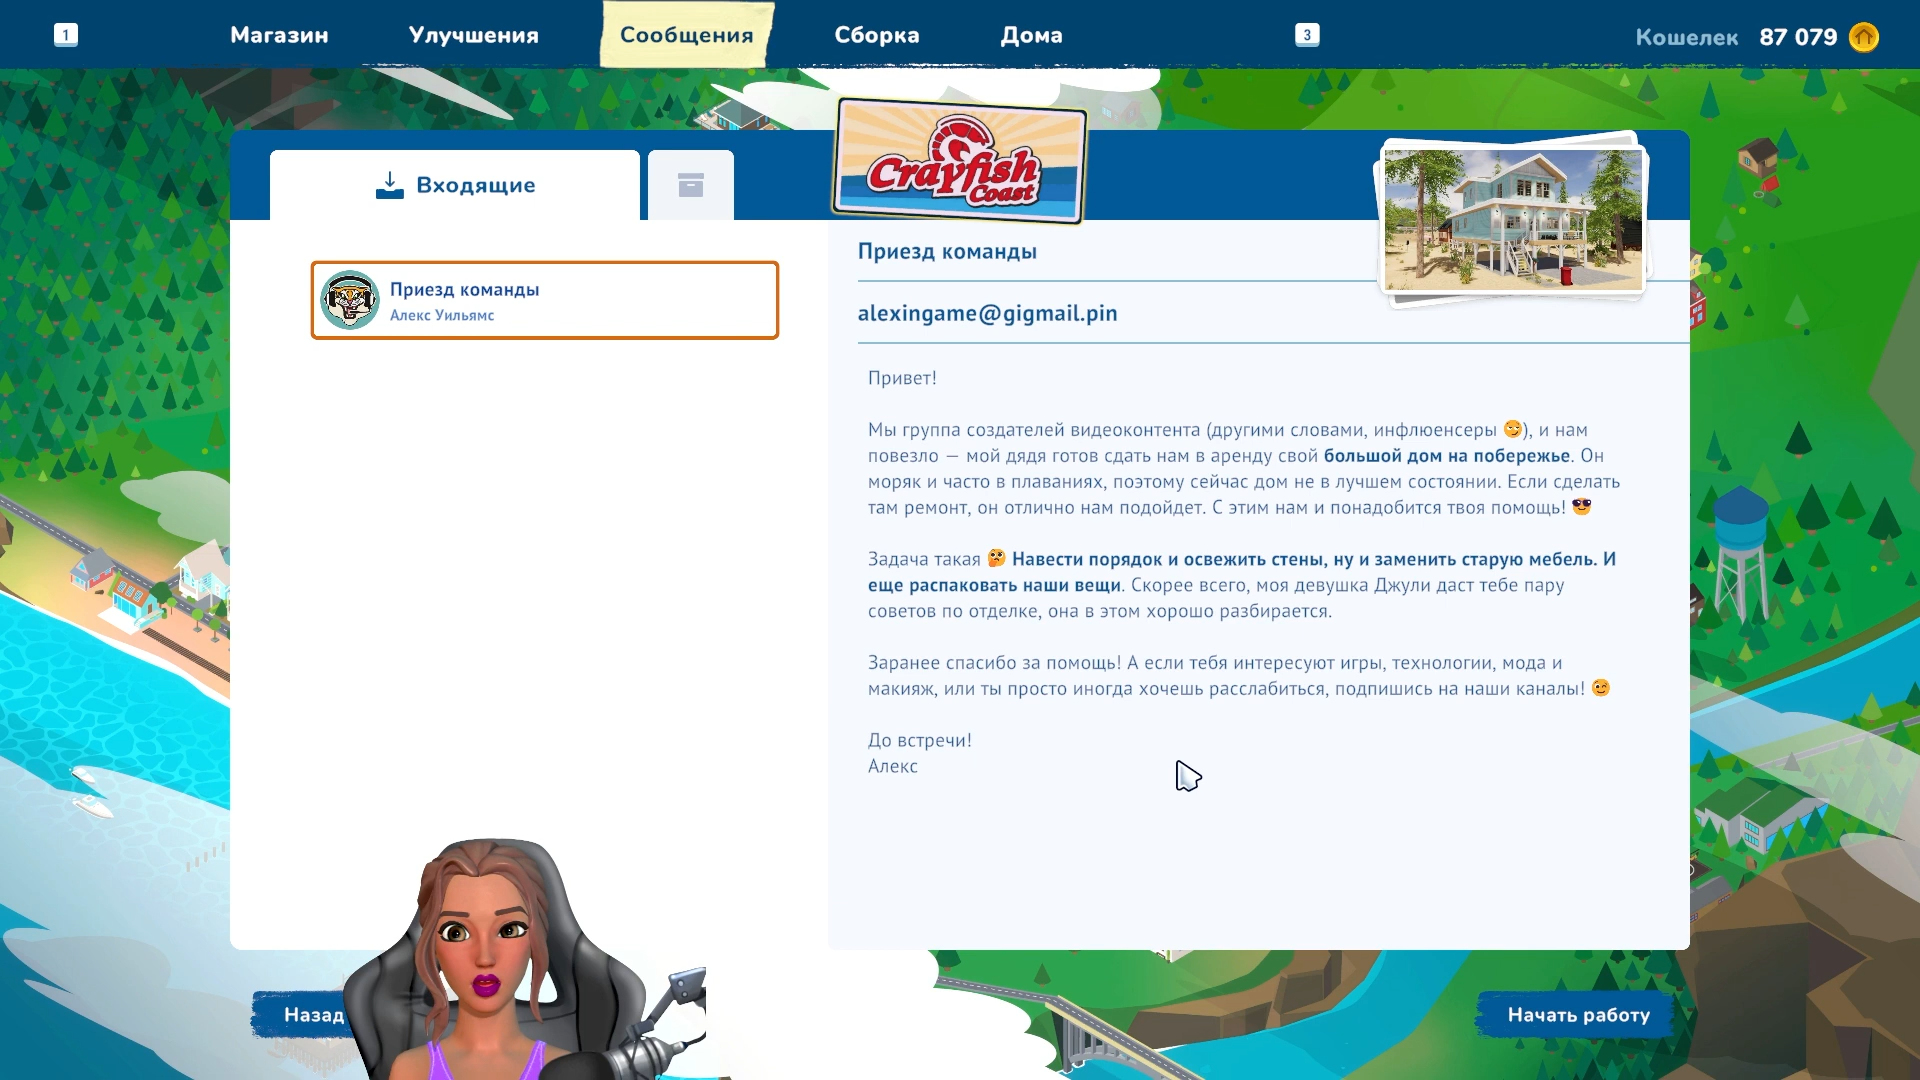 1
Магазин
Улучшения
Сообщения
Сборка
Дома
3
Кошелек 87 079
Входящие
Crayfish
Coast
Приезд команды
Алекс Уильямс
Приезд команды
alexingame@gigmail.pin
Привет!
Мы группа создателей видеоконтента (другими словами, инфлюенсеры 🙄), и нам
повезло — мой дядя готов сдать нам в аренду свой большой дом на побережье. Он
моряк и часто в плаваниях, поэтому сейчас дом не в лучшем состоянии. Если сделать
там ремонт, он отлично нам подойдет. С этим нам и понадобится твоя помощь! 😎
Задача такая 🤔 Навести порядок и освежить стены, ну и заменить старую мебель. И
еще распаковать наши вещи. Скорее всего, моя девушка Джули даст тебе пару
советов по отделке, она в этом хорошо разбирается.
Заранее спасибо за помощь! А если тебя интересуют игры, технологии, мода и
макияж, или ты просто иногда хочешь расслабиться, подпишись на наши каналы! 😉
До встречи!
Алекс
Назад
Начать работу